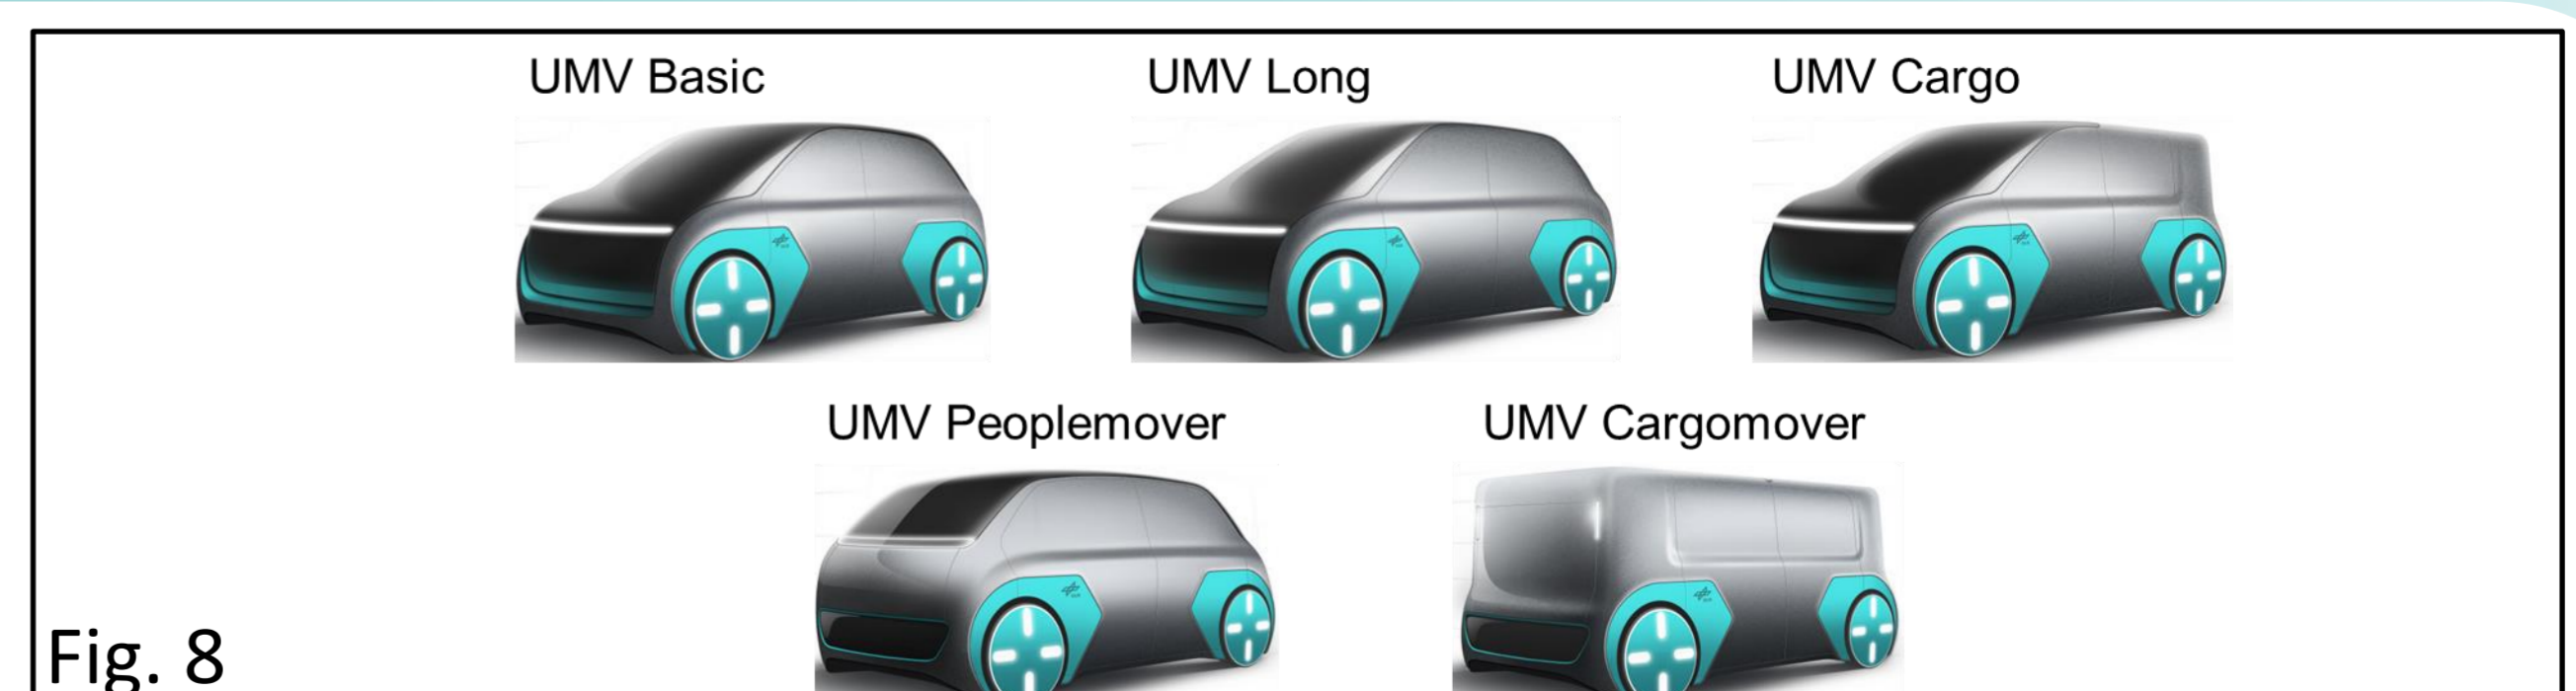 UMV Basic
UMV Long
UMV Cargo
UMV Peoplemover
UMV Cargomover
Fig. 8